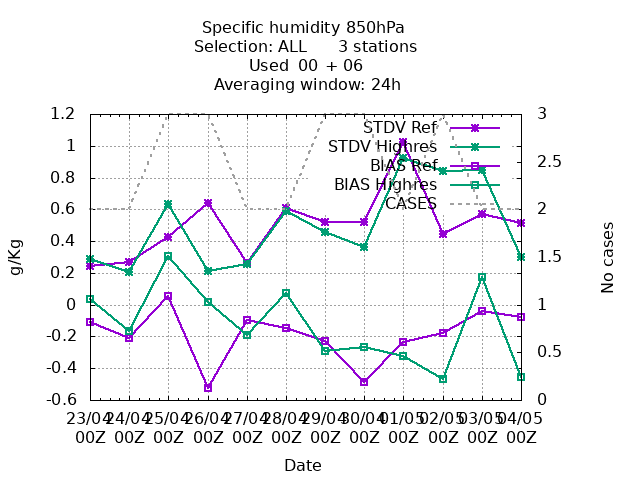 Specific humidity 850hPa
Selection: ALL 3 stations
Used 00 + 06
Averaging window: 24h
1.2
1
0.8
0.6
0.4
0.2
0
-0.2
-0.4
-0.6
g/Kg
3
2.5
2
1.5
1
0.5
0
No cases
STDV Ref
STDV Highres
BIAS Ref
BIAS Highres
CASES
23/04 24/04 25/04 26/04 27/04 28/04 29/04 30/04 01/05 02/05 03/05 04/05
00Z 00Z 00Z 00Z 00Z 00Z 00Z 00Z 00Z 00Z 00Z 00Z
Date